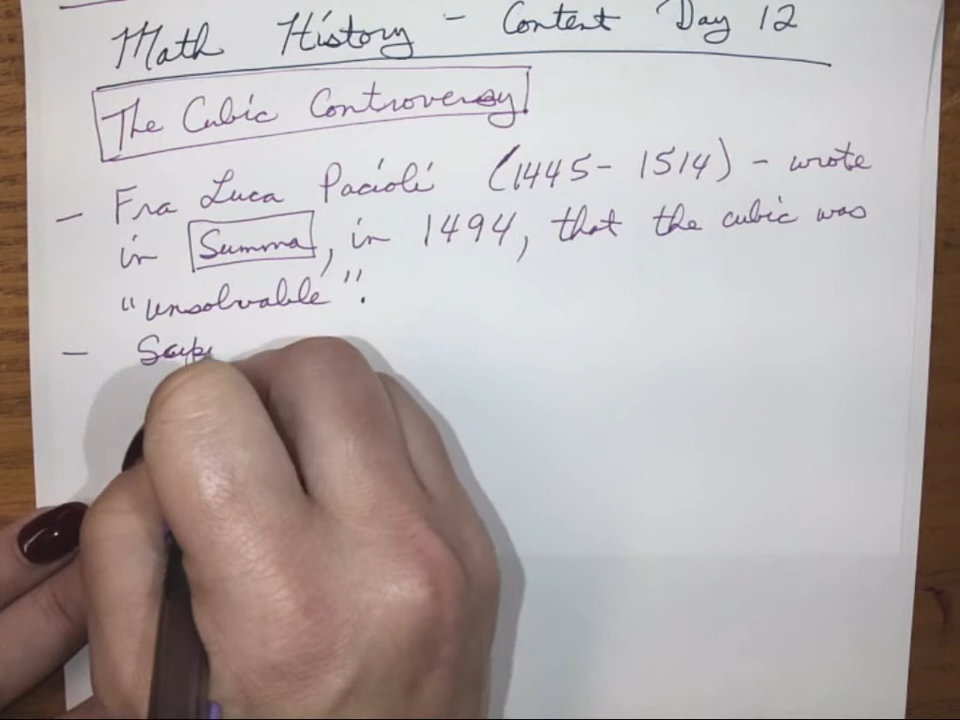 Math History - Content Day 12
The Cubic Controversy
- Fra Luca Pacioli (1445- 1514) - wrote
in Summa, in 1494, that the cubic was
"unsolvable".
-